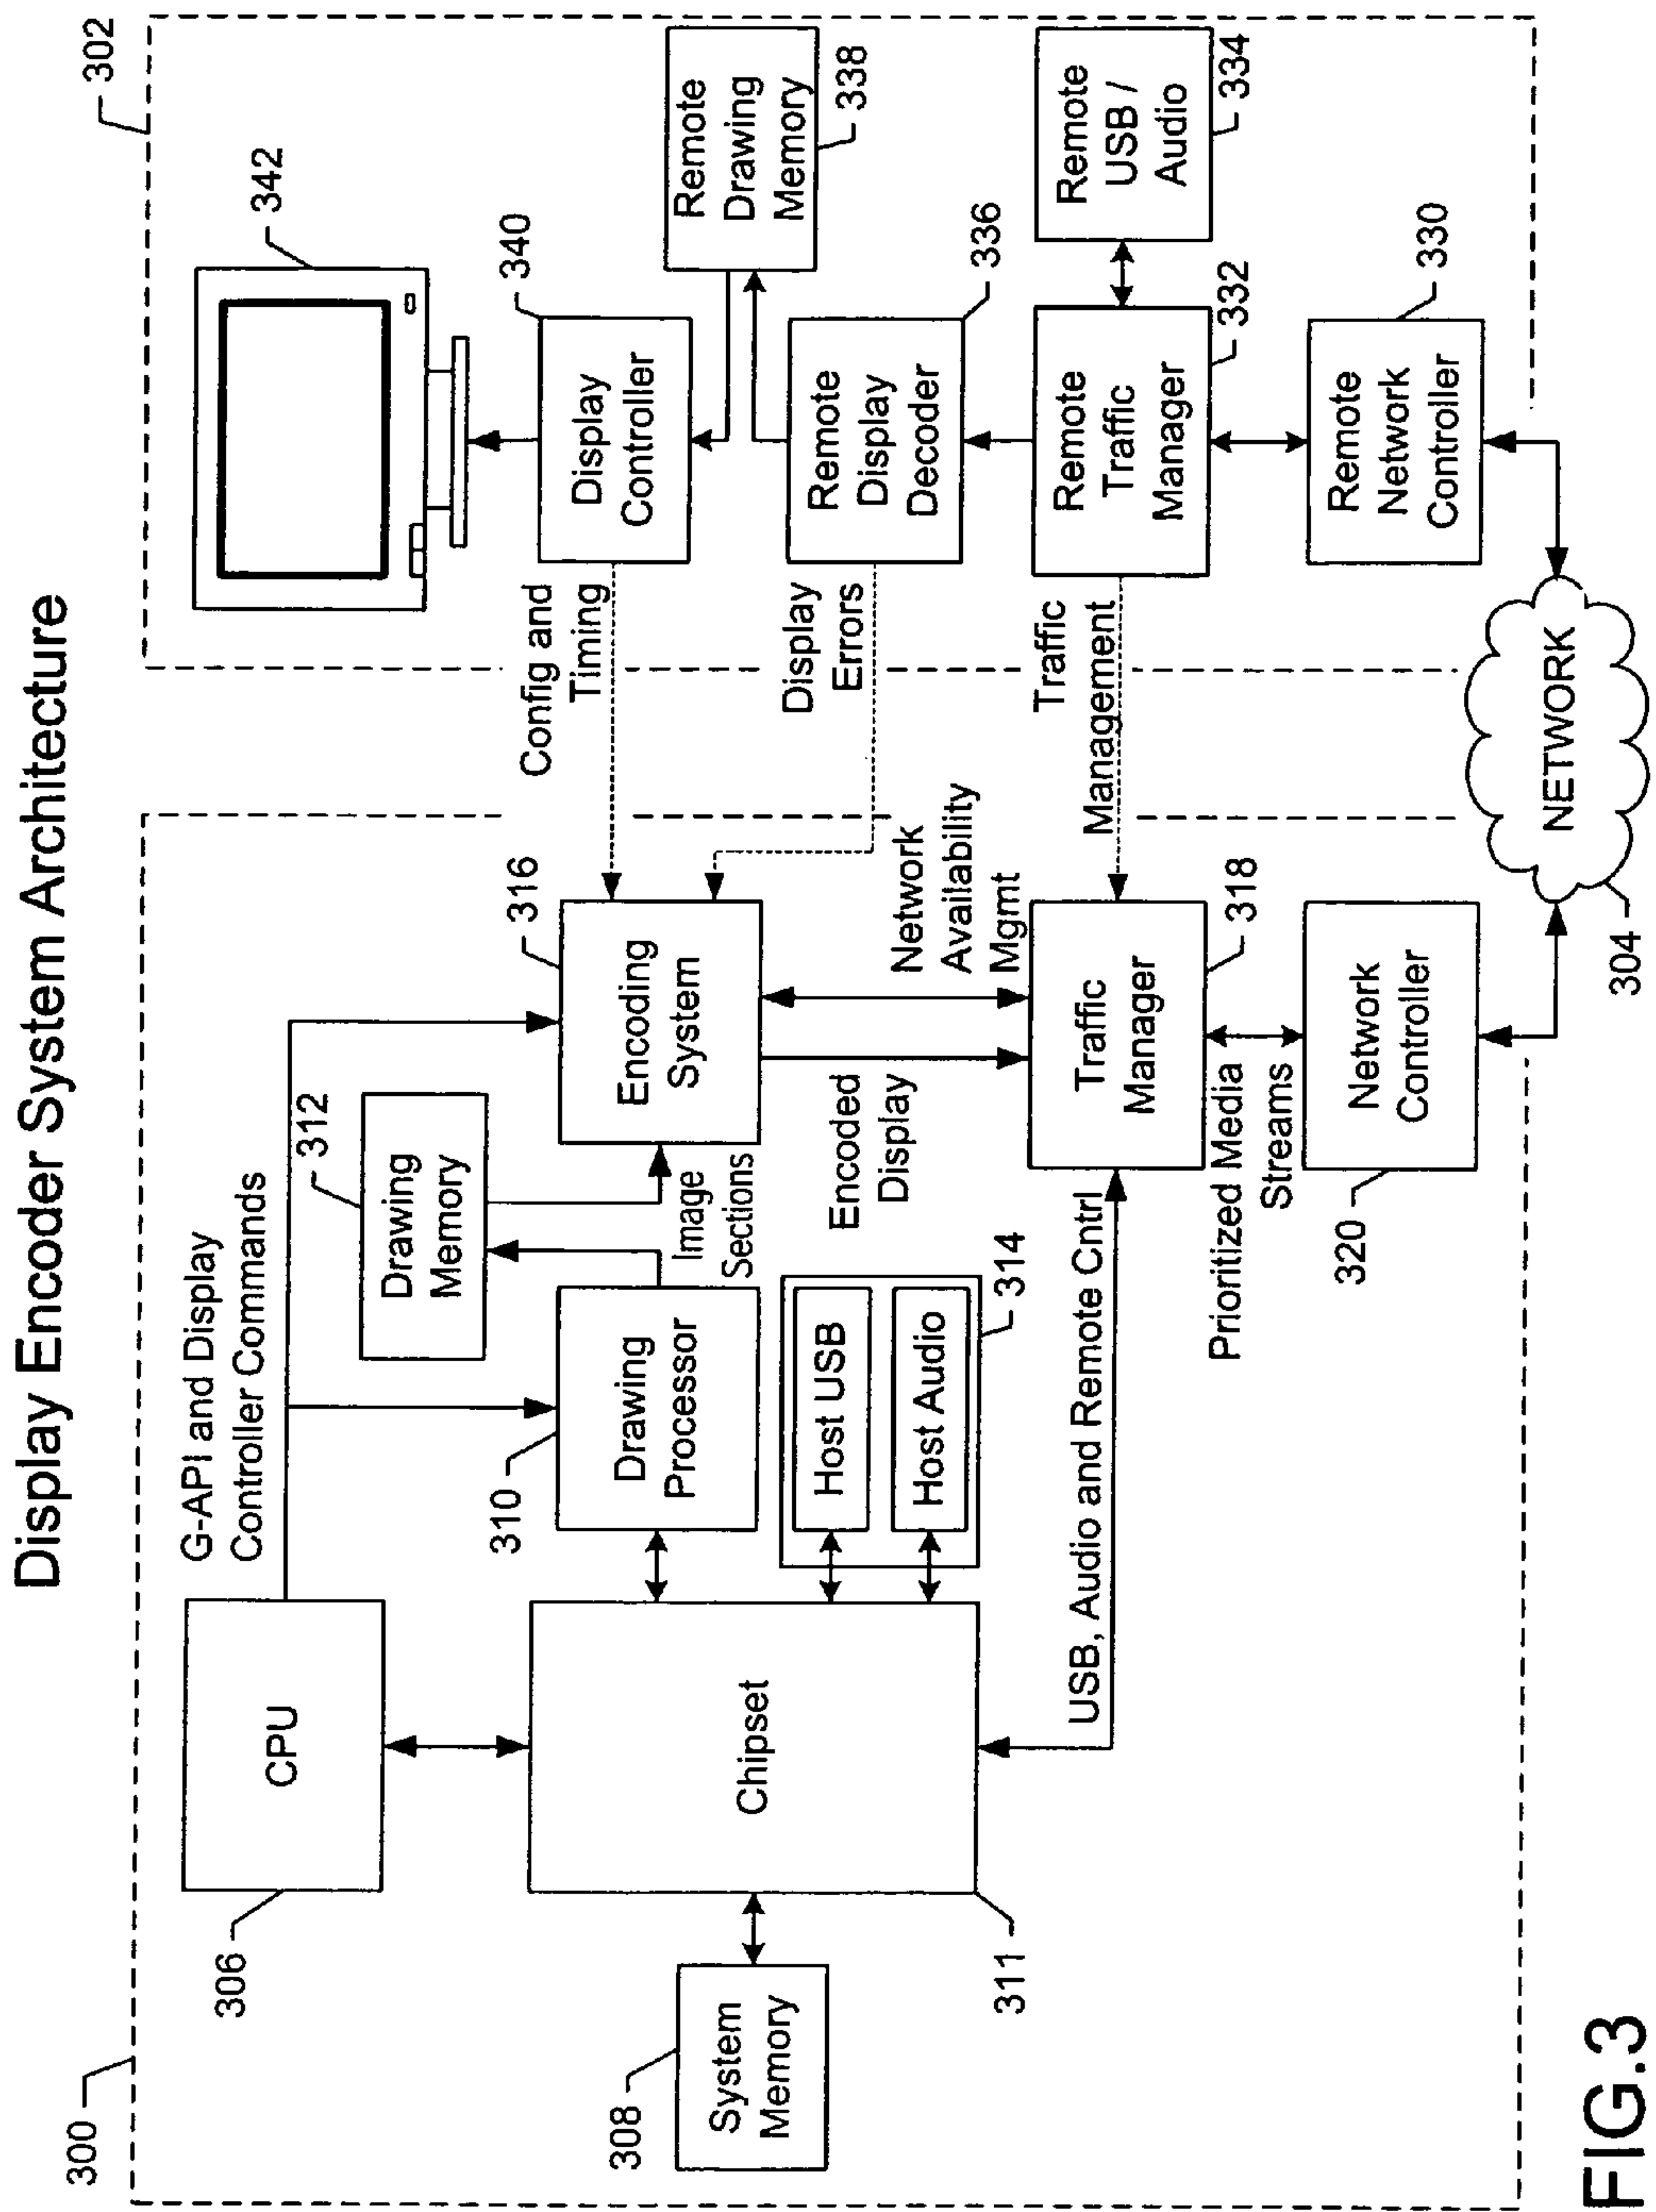 Display Encoder System Architecture
300
302
306
CPU
G-API and Display
Controller Commands
312
Drawing
Memory
316
Encoding
System
310
Drawing
Processor
Image
Sections
308
System
Memory
Chipset
311
Host USB
Host Audio
314
Encoded
Display
Network
Availability
Mgmt
USB, Audio and Remote Cntrl
Traffic
Manager
318
Prioritized Media
Streams
320
Network
Controller
304
NETWORK
Config and
Timing
Display
Errors
Traffic
Management
342
340
Display
Controller
Remote
Drawing
Memory
338
Remote
Display
Decoder
336
Remote
Traffic
Manager
332
Remote
USB /
Audio
334
Remote
Network
Controller
330
FIG.3